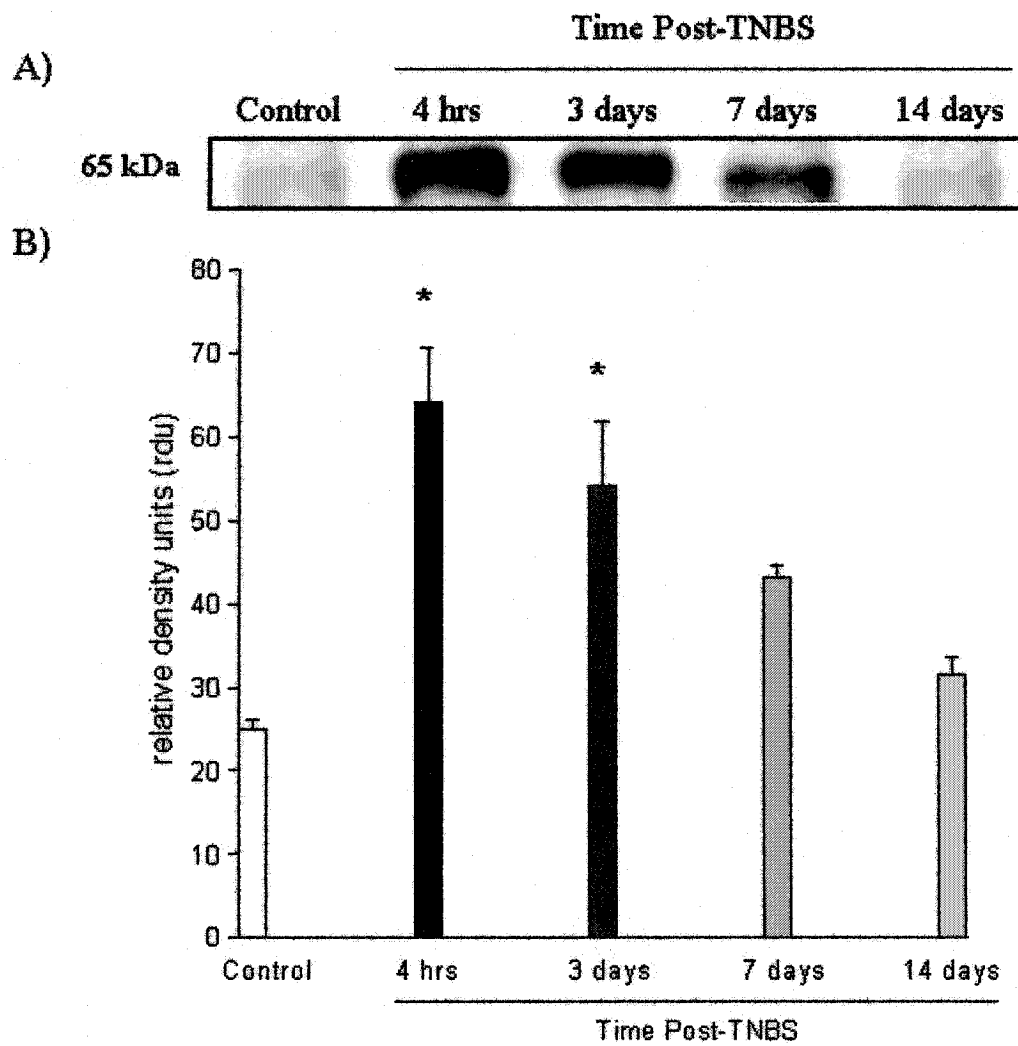 Time Post-TNBS
A)
Control 4 hrs 3 days 7 days 14 days
65 kDa
B)
80
*
70
*
60
50
40
30
20
10
0
relative density units (rdu)
Control 4 hrs 3 days 7 days 14 days
Time Post-TNBS